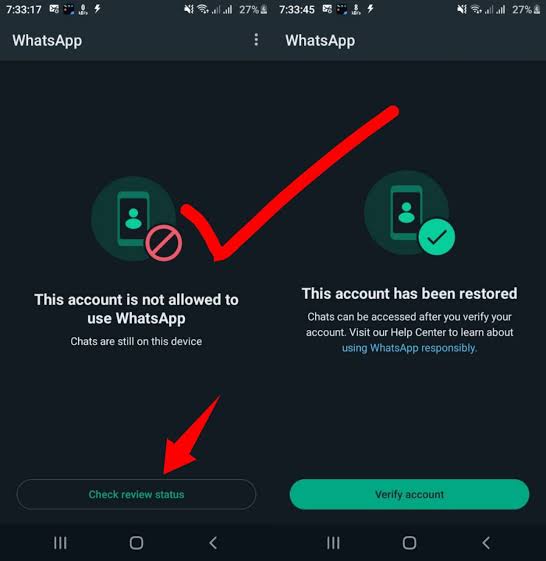 7:33:17
27%
WhatsApp
This account is not allowed to
use WhatsApp
Chats are still on this device
Check review status
7:33:45
27%
WhatsApp
This account has been restored
Chats can be accessed after you verify your
account. Visit our Help Center to learn about
using WhatsApp responsibly.
Verify account